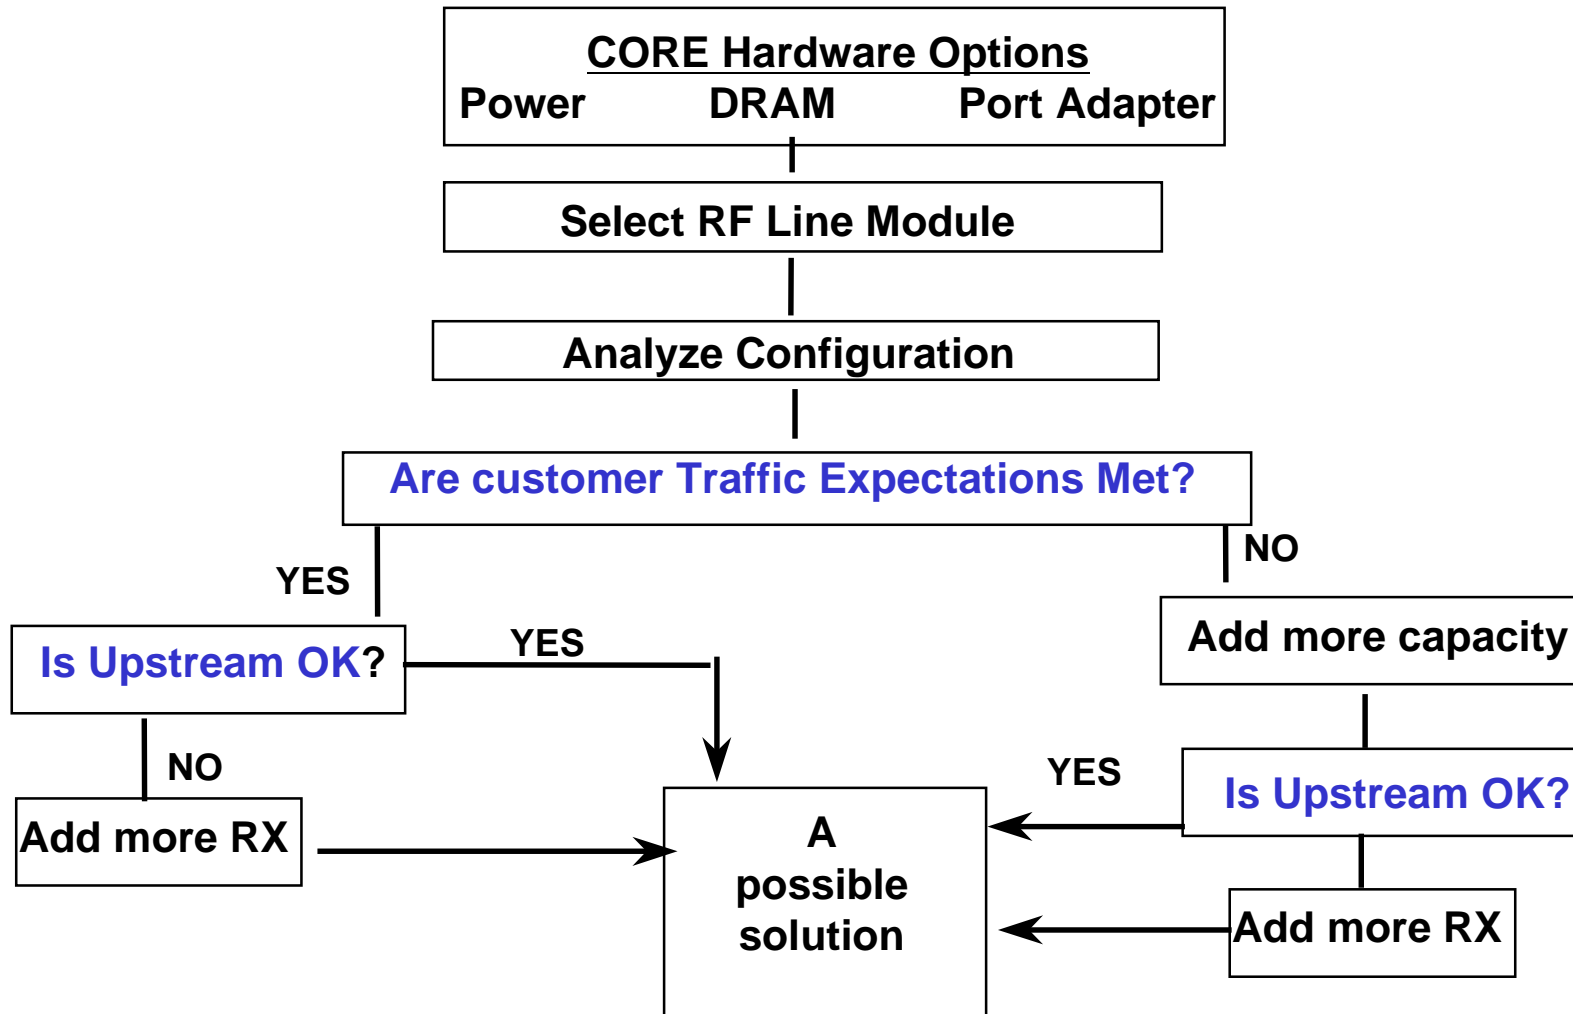 CORE Hardware Options
Power DRAM Port Adapter
Select RF Line Module
Analyze Configuration
Are customer Traffic Expectations Met?
YES
NO
Is Upstream OK?
YES
Add more capacity
NO
YES
Is Upstream OK?
Add more RX
A
possible
solution
Add more RX